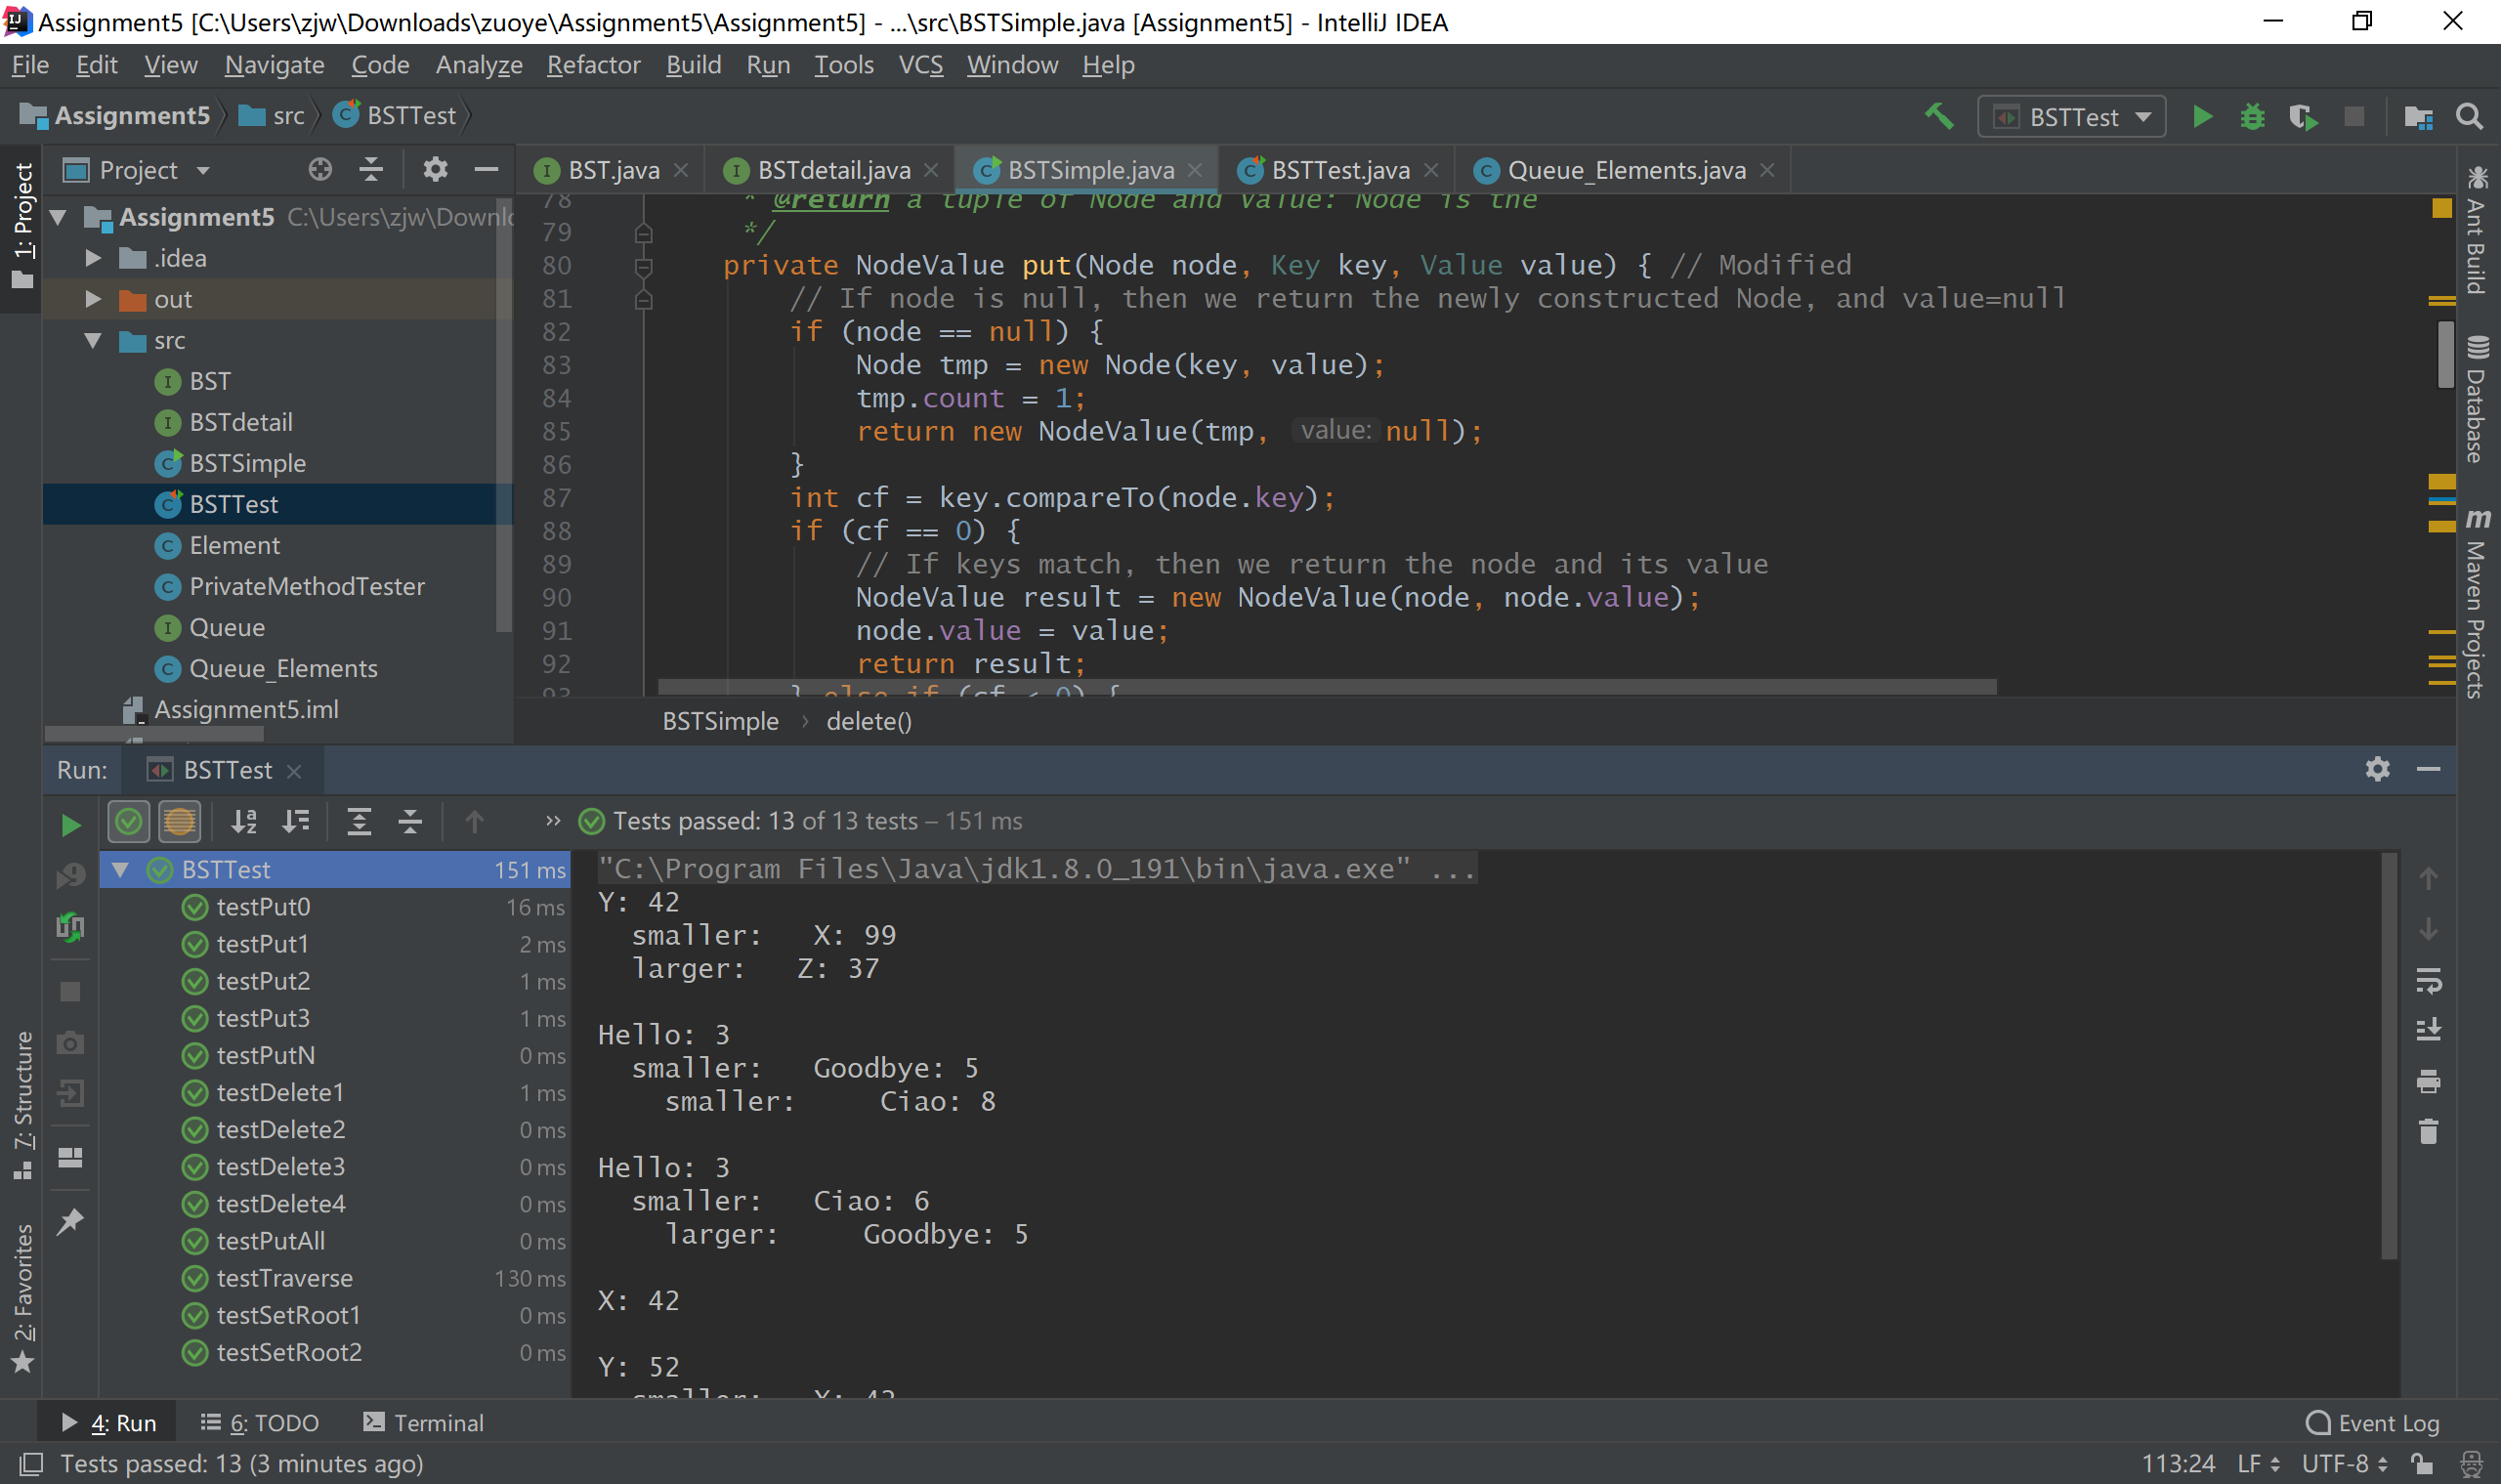 Assignment5 [C:\Users\zjw\Downloads\zuoye\Assignment5\Assignment5] - ...\src\BSTSimple.java [Assignment5] - IntelliJ IDEA
File Edit View Navigate Code Analyze Refactor Build Run Tools VCS Window Help
Assignment5 src BSTTest
BSTTest
1: Project
Project
BST.java BSTdetail.java BSTSimple.java BSTTest.java Queue_Elements.java
Assignment5 C:\Users\zjw\Downlo
.idea
out
src
BST
BSTdetail
BSTSimple
BSTTest
Element
PrivateMethodTester
Queue
Queue_Elements
Assignment5.iml
78 * @return a tuple of Node and Value: Node is the
79 */
80 private NodeValue put(Node node, Key key, Value value) { // Modified
81 // If node is null, then we return the newly constructed Node, and value=null
82 if (node == null) {
83 Node tmp = new Node(key, value);
84 tmp.count = 1;
85 return new NodeValue(tmp, value: null);
86 }
87 int cf = key.compareTo(node.key);
88 if (cf == 0) {
89 // If keys match, then we return the node and its value
90 NodeValue result = new NodeValue(node, node.value);
91 node.value = value;
92 return result;
93 } else if (cf < 0) {
BSTSimple › delete()
Ant Build
Database
m Maven Projects
Run: BSTTest
Tests passed: 13 of 13 tests – 151 ms
BSTTest 151 ms
testPut0 16 ms
testPut1 2 ms
testPut2 1 ms
testPut3 1 ms
testPutN 0 ms
testDelete1 1 ms
testDelete2 0 ms
testDelete3 0 ms
testDelete4 0 ms
testPutAll 0 ms
testTraverse 130 ms
testSetRoot1 0 ms
testSetRoot2 0 ms
"C:\Program Files\Java\jdk1.8.0_191\bin\java.exe" ...
Y: 42
smaller: X: 99
larger: Z: 37
Hello: 3
smaller: Goodbye: 5
smaller: Ciao: 8
Hello: 3
smaller: Ciao: 6
larger: Goodbye: 5
X: 42
Y: 52
smaller: X: 42
7: Structure
2: Favorites
4: Run 6: TODO Terminal
Event Log
Tests passed: 13 (3 minutes ago)
113:24 LF UTF-8